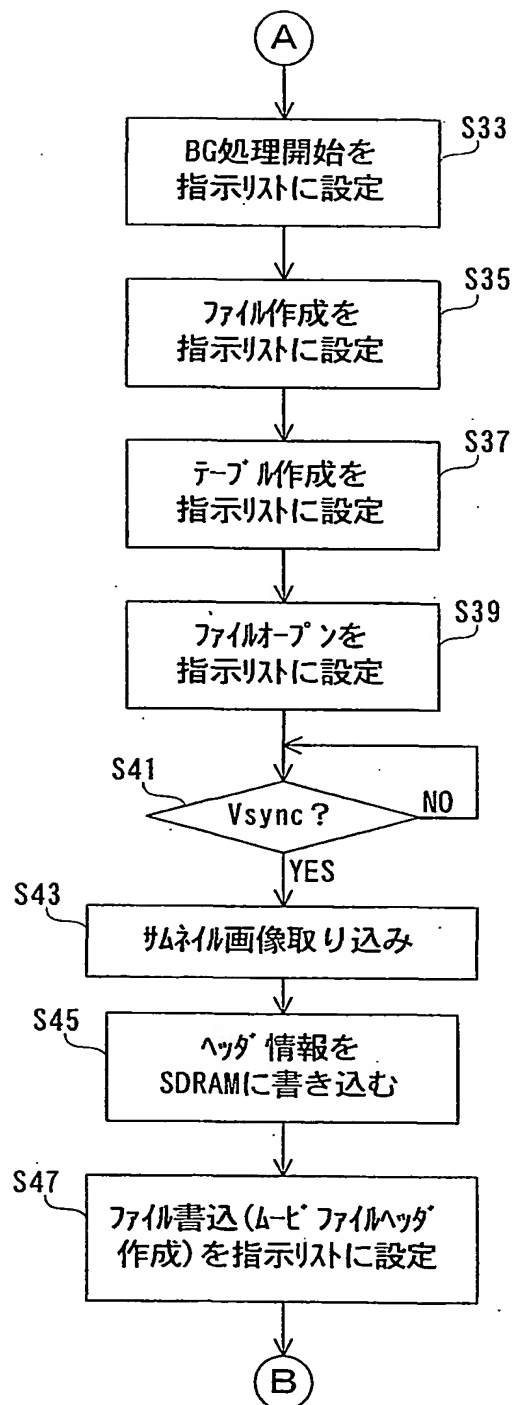 A
S33
BG処理開始を
指示リストに設定
S35
ファイル作成を
指示リストに設定
S37
テーブル作成を
指示リストに設定
S39
ファイルオープンを
指示リストに設定
S41
Vsync?
NO
YES
S43
サムネイル画像取り込み
S45
ヘッダ情報を
SDRAMに書き込む
S47
ファイル書込(ムービファイルヘッダ
作成)を指示リストに設定
B